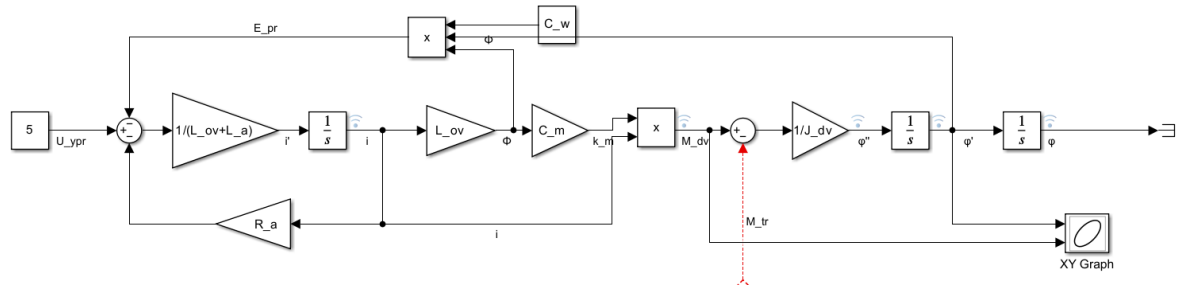 E_pr
x
C_w
Φ
5
U_ypr
1/(L_ov+L_a)
i'
1
s
i
L_ov
Φ
C_m
k_m
x
M_dv
1/J_dv
φ''
1
s
φ'
1
s
φ
R_a
i
M_tr
XY Graph